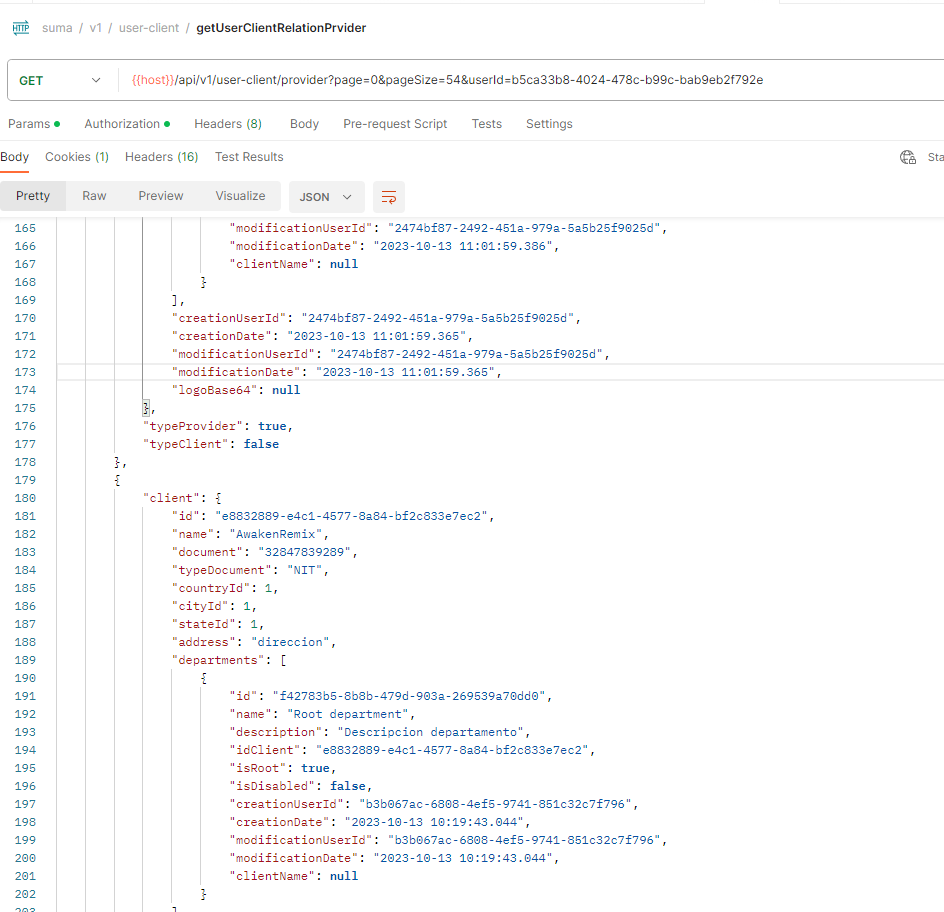 HTTP suma / v1 / user-client / getUserClientRelationPrvider
GET {{host}}/api/v1/user-client/provider?page=0&pageSize=54&userId=b5ca33b8-4024-478c-b99c-bab9eb2f792e
Params Authorization Headers (8) Body Pre-request Script Tests Settings
Body Cookies (1) Headers (16) Test Results Sta
Pretty Raw Preview Visualize JSON
165 "modificationUserId": "2474bf87-2492-451a-979a-5a5b25f9025d",
166 "modificationDate": "2023-10-13 11:01:59.386",
167 "clientName": null
168 }
169 ],
170 "creationUserId": "2474bf87-2492-451a-979a-5a5b25f9025d",
171 "creationDate": "2023-10-13 11:01:59.365",
172 "modificationUserId": "2474bf87-2492-451a-979a-5a5b25f9025d",
173 "modificationDate": "2023-10-13 11:01:59.365",
174 "logoBase64": null
175 },
176 "typeProvider": true,
177 "typeClient": false
178 },
179 {
180 "client": {
181 "id": "e8832889-e4c1-4577-8a84-bf2c833e7ec2",
182 "name": "AwakenRemix",
183 "document": "32847839289",
184 "typeDocument": "NIT",
185 "countryId": 1,
186 "cityId": 1,
187 "stateId": 1,
188 "address": "direccion",
189 "departments": [
190 {
191 "id": "f42783b5-8b8b-479d-903a-269539a70dd0",
192 "name": "Root department",
193 "description": "Descripcion departamento",
194 "idClient": "e8832889-e4c1-4577-8a84-bf2c833e7ec2",
195 "isRoot": true,
196 "isDisabled": false,
197 "creationUserId": "b3b067ac-6808-4ef5-9741-851c32c7f796",
198 "creationDate": "2023-10-13 10:19:43.044",
199 "modificationUserId": "b3b067ac-6808-4ef5-9741-851c32c7f796",
200 "modificationDate": "2023-10-13 10:19:43.044",
201 "clientName": null
202 }
203 ]